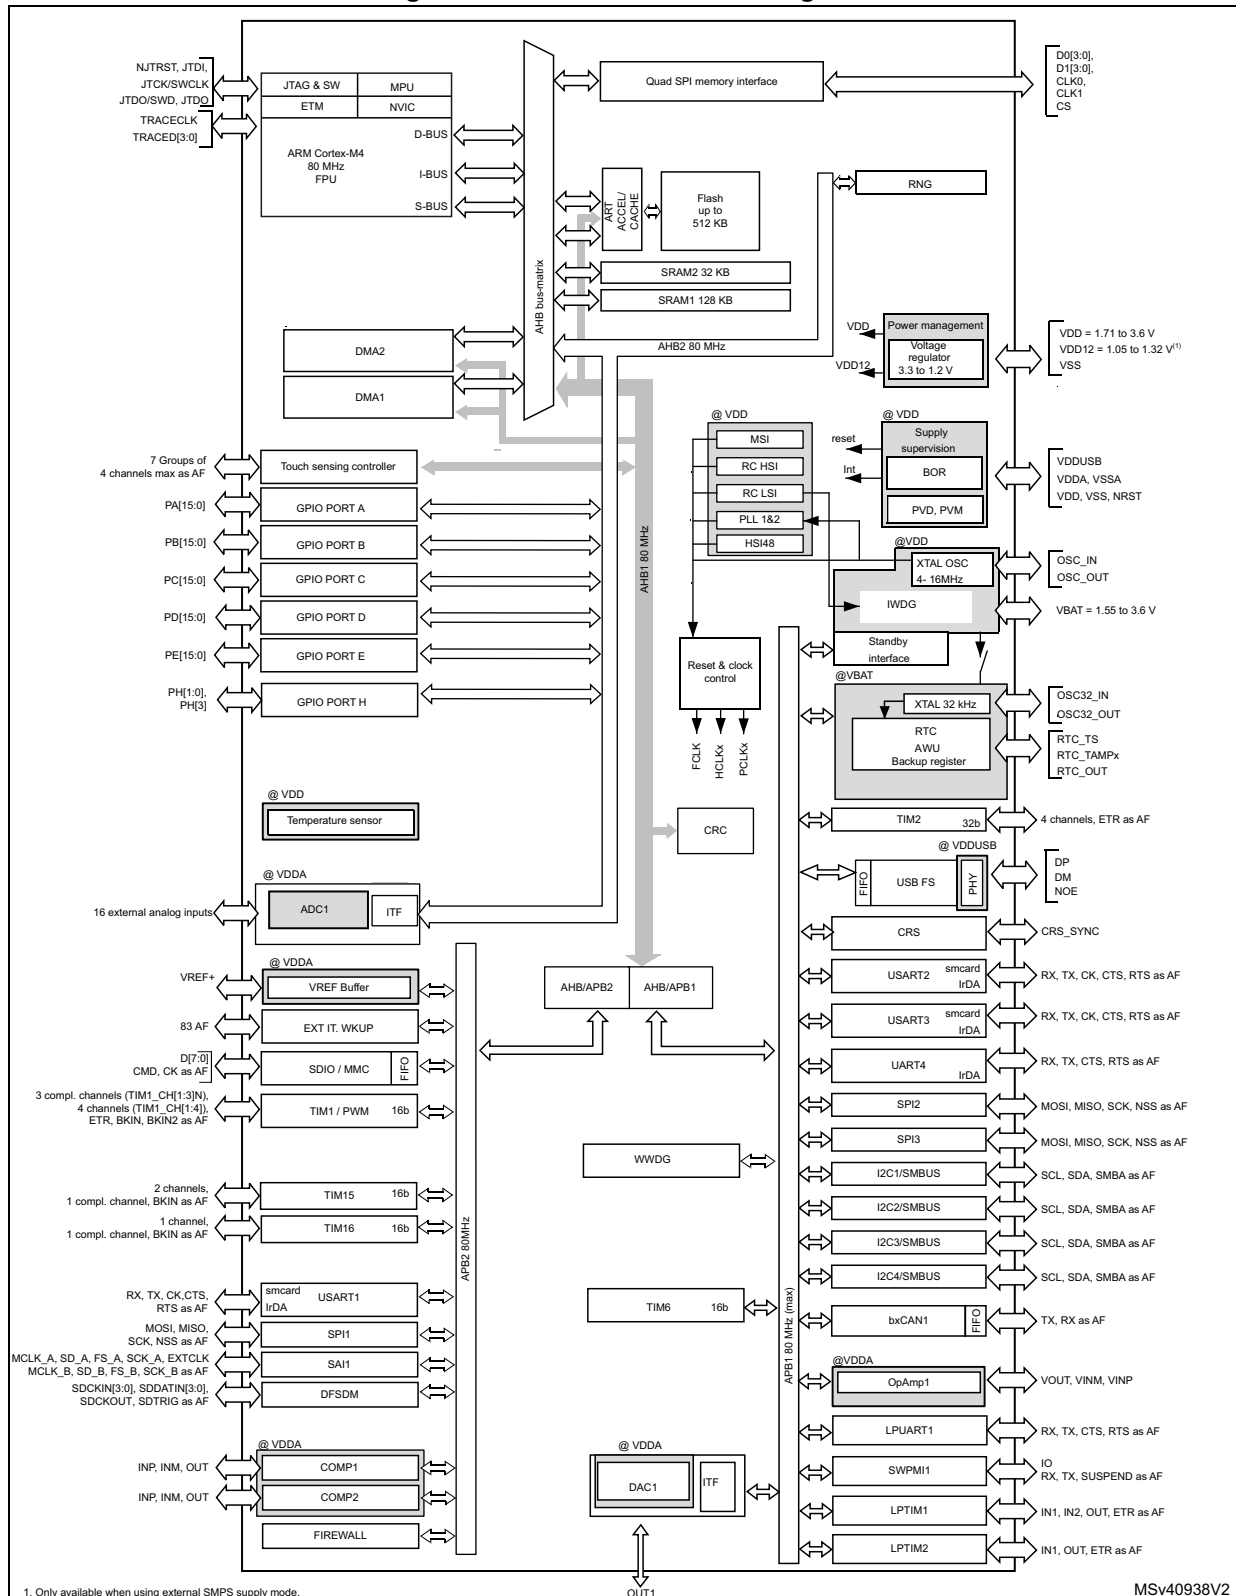 NJTRST, JTDI,
JTCK/SWCLK
JTDO/SWD, JTDO
TRACECLK
TRACED[3:0]
JTAG & SW
MPU
ETM
NVIC
ARM Cortex-M4
80 MHz
FPU
D-BUS
I-BUS
S-BUS
AHB bus-matrix
Quad SPI memory interface
D0[3:0],
D1[3:0],
CLK0,
CLK1
CS
ART
ACCEL/
CACHE
Flash
up to
512 KB
RNG
SRAM2 32 KB
SRAM1 128 KB
AHB2 80 MHz
DMA2
DMA1
VDD
VDD12
Power management
Voltage
regulator
3.3 to 1.2 V
VDD = 1.71 to 3.6 V
VDD12 = 1.05 to 1.32 V(1)
VSS
@ VDD
MSI
RC HSI
RC LSI
PLL 1&2
HSI48
@ VDD
reset
Int
Supply
supervision
BOR
PVD, PVM
VDDUSB
VDDA, VSSA
VDD, VSS, NRST
7 Groups of
4 channels max as AF
Touch sensing controller
PA[15:0]
GPIO PORT A
PB[15:0]
GPIO PORT B
PC[15:0]
GPIO PORT C
PD[15:0]
GPIO PORT D
PE[15:0]
GPIO PORT E
PH[1:0],
PH[3]
GPIO PORT H
AHB1 80 MHz
@VDD
XTAL OSC
4- 16MHz
IWDG
OSC_IN
OSC_OUT
VBAT = 1.55 to 3.6 V
Standby
interface
Reset & clock
control
FCLK
HCLKx
PCLKx
@VBAT
XTAL 32 kHz
RTC
AWU
Backup register
OSC32_IN
OSC32_OUT
RTC_TS
RTC_TAMPx
RTC_OUT
@ VDD
Temperature sensor
CRC
TIM2
32b
4 channels, ETR as AF
@ VDDUSB
FIFO
USB FS
PHY
DP
DM
NOE
@ VDDA
16 external analog inputs
ADC1
ITF
CRS
CRS_SYNC
@ VDDA
VREF+
VREF Buffer
AHB/APB2
AHB/APB1
USART2
smcard
IrDA
RX, TX, CK, CTS, RTS as AF
83 AF
EXT IT. WKUP
USART3
smcard
IrDA
RX, TX, CK, CTS, RTS as AF
D[7:0]
CMD, CK as AF
SDIO / MMC
FIFO
UART4
IrDA
RX, TX, CTS, RTS as AF
3 compl. channels (TIM1_CH[1:3]N),
4 channels (TIM1_CH[1:4]),
ETR, BKIN, BKIN2 as AF
TIM1 / PWM
16b
SPI2
MOSI, MISO, SCK, NSS as AF
SPI3
MOSI, MISO, SCK, NSS as AF
WWDG
I2C1/SMBUS
SCL, SDA, SMBA as AF
2 channels,
1 compl. channel, BKIN as AF
TIM15
16b
I2C2/SMBUS
SCL, SDA, SMBA as AF
1 channel,
1 compl. channel, BKIN as AF
TIM16
16b
I2C3/SMBUS
SCL, SDA, SMBA as AF
APB2 80MHz
I2C4/SMBUS
SCL, SDA, SMBA as AF
RX, TX, CK,CTS,
RTS as AF
smcard
IrDA
USART1
TIM6
16b
APB1 80 MHz (max)
bxCAN1
FIFO
TX, RX as AF
MOSI, MISO,
SCK, NSS as AF
SPI1
MCLK_A, SD_A, FS_A, SCK_A, EXTCLK
MCLK_B, SD_B, FS_B, SCK_B as AF
SAI1
@VDDA
OpAmp1
VOUT, VINM, VINP
SDCKIN[3:0], SDDATIN[3:0],
SDCKOUT, SDTRIG as AF
DFSDM
LPUART1
RX, TX, CTS, RTS as AF
@ VDDA
INP, INM, OUT
COMP1
INP, INM, OUT
COMP2
FIREWALL
@ VDDA
DAC1
ITF
OUT1
SWPMI1
IO
RX, TX, SUSPEND as AF
LPTIM1
IN1, IN2, OUT, ETR as AF
LPTIM2
IN1, OUT, ETR as AF
1. Only available when using external SMPS supply mode.
MSv40938V2